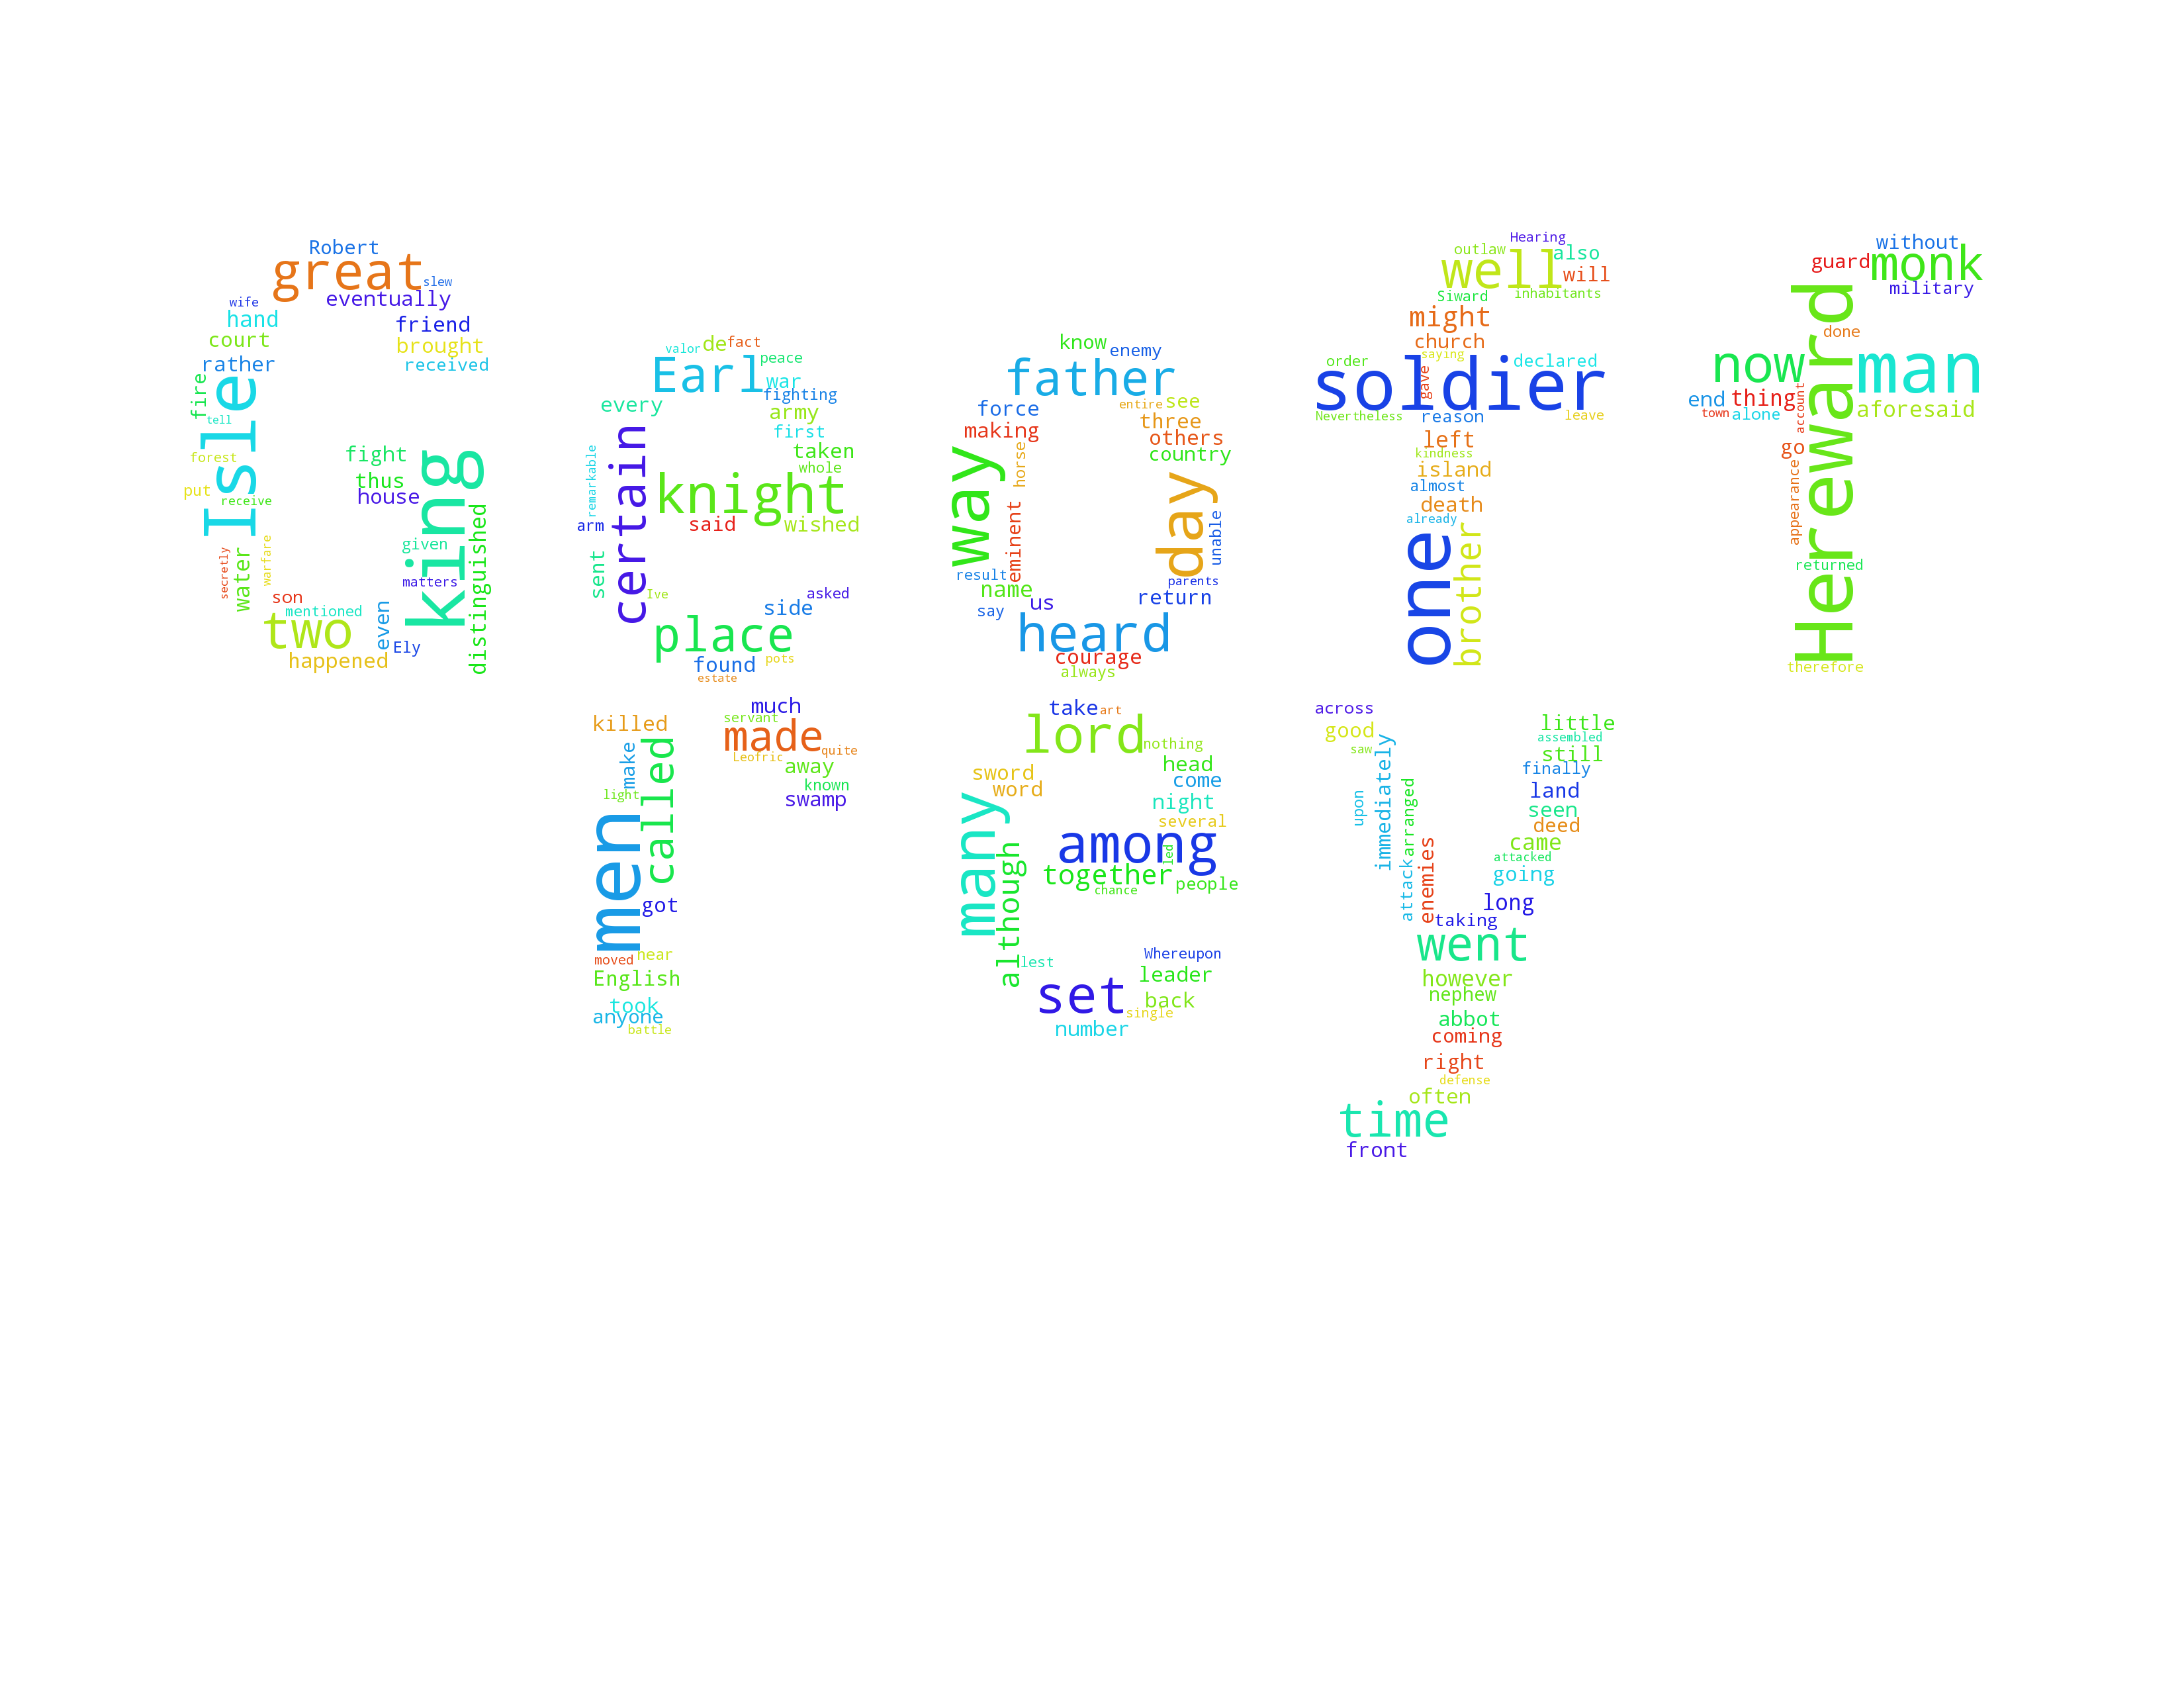 Robert
great
slew
wife
eventually
hand
friend
court
brought
rather
received
fire
Isle
tell
forest
fight
king
put
thus
receive
house
distinguished
given
secretly
water
warfare
matters
son
mentioned
two
even
Ely
happened
valor
de
fact
peace
Earl
war
fighting
every
army
first
certain
taken
remarkable
whole
knight
arm
said
wished
sent
Ive
asked
side
place
found
pots
estate
know
enemy
father
force
entire
see
making
three
others
horse
country
way
day
eminent
unable
result
parents
name
us
return
say
heard
courage
always
Hearing
outlaw
also
well
will
Siward
inhabitants
might
church
order
saying
declared
soldier
gave
Nevertheless
reason
leave
left
kindness
island
almost
death
already
one
brother
without
guard
monk
military
Hereward
done
now
man
end
thing
account
town
alone
aforesaid
go
appearance
returned
therefore
much
killed
servant
made
make
called
quite
Leofric
away
light
known
swamp
men
got
moved
hear
English
took
anyone
battle
take
art
lord
nothing
sword
head
word
come
many
night
several
among
led
although
together
people
chance
Whereupon
lest
leader
set
back
single
number
across
good
little
saw
assembled
immediately
still
finally
upon
arranged
land
seen
deed
came
attack
enemies
attacked
going
long
taking
went
however
nephew
abbot
coming
right
defense
often
time
front